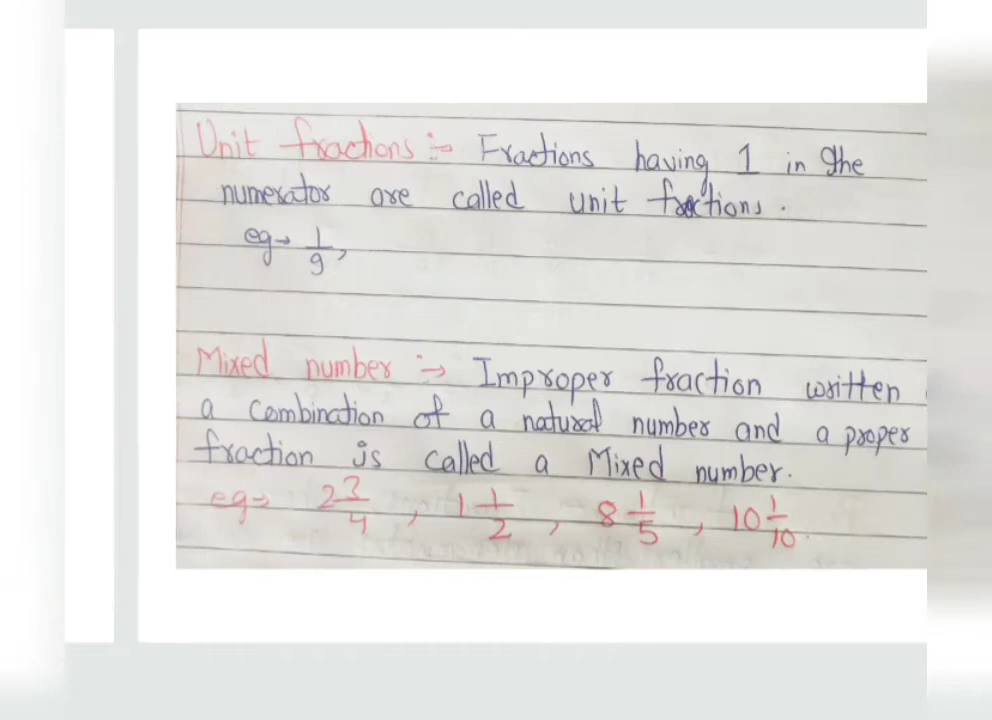 Unit fractions :→ Fractions having 1 in the
numerator are called unit fractions.
eg→ 1/9,
Mixed number :→ Improper fraction written
a combination of a natural number and a proper
fraction is called a Mixed number.
eg→ 2 3/4, 1 1/2, 8 1/5, 10 1/10.